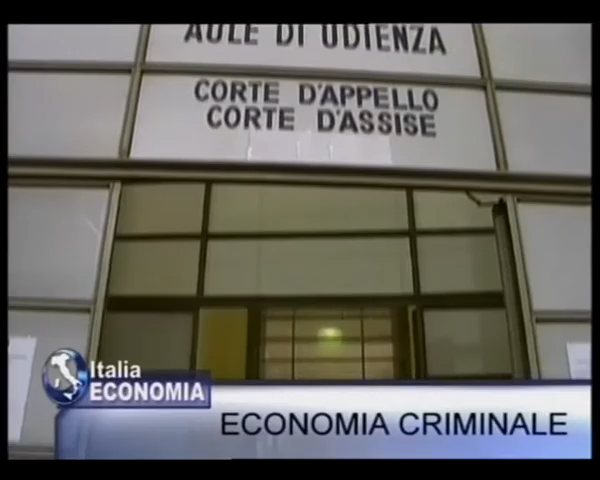 AULE DI UDIENZA
CORTE D'APPELLO
CORTE D'ASSISE
Italia
ECONOMIA
ECONOMIA CRIMINALE